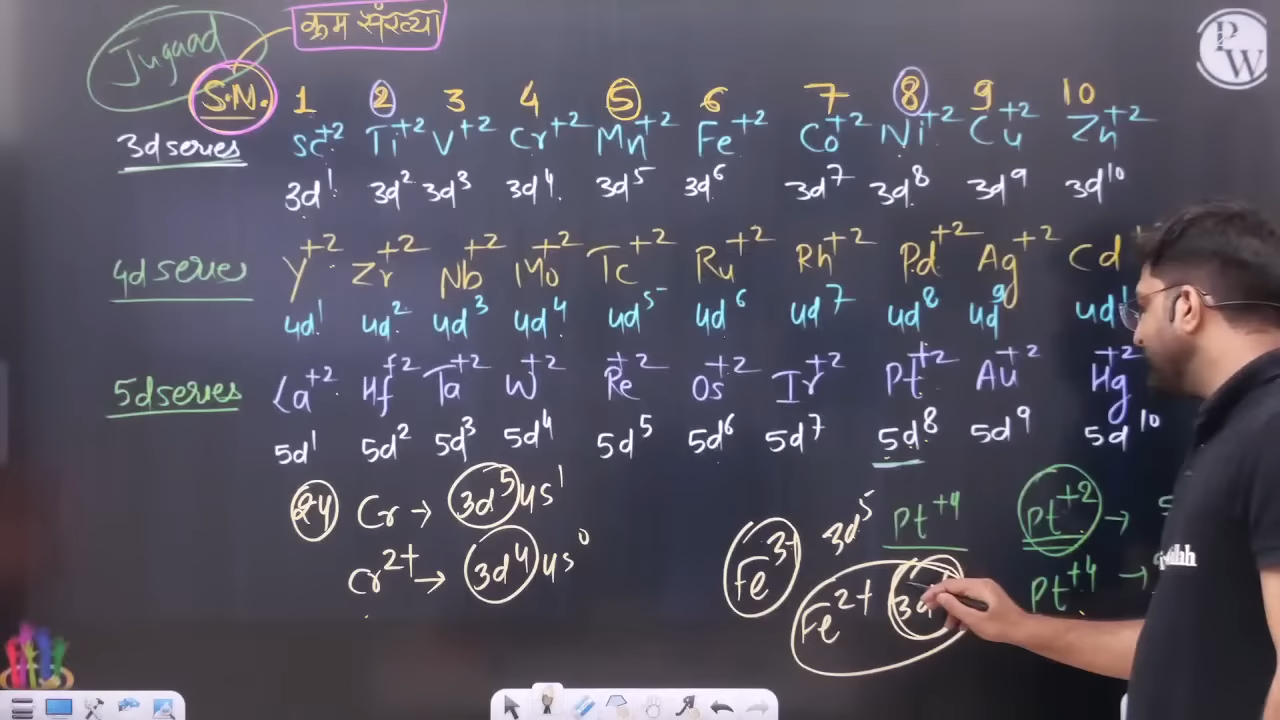 Jugaad
क्रम संख्या
PW
S.N. 1 2 3 4 5 6 7 8 9 10
3d series Sc+2 Ti+2 V+2 Cr+2 Mn+2 Fe+2 Co+2 Ni+2 Cu+2 Zn+2
3d1 3d2 3d3 3d4 3d5 3d6 3d7 3d8 3d9 3d10
4d series Y+2 Zr+2 Nb+2 Mo+2 Tc+2 Ru+2 Rh+2 Pd+2 Ag+2 Cd
4d1 4d2 4d3 4d4 4d5 4d6 4d7 4d8 4d9 4d1
5d series La+2 Hf+2 Ta+2 W+2 Re+2 Os+2 Ir+2 Pt+2 Au+2 Hg+2
5d1 5d2 5d3 5d4 5d5 5d6 5d7 5d8 5d9 5d10
24 Cr → 3d5 4s1
Cr2+ → 3d4 4s0
Fe3+ 3d5
Fe2+ 3d
Pt+4
Pt+2 → 5
Pt+4 →